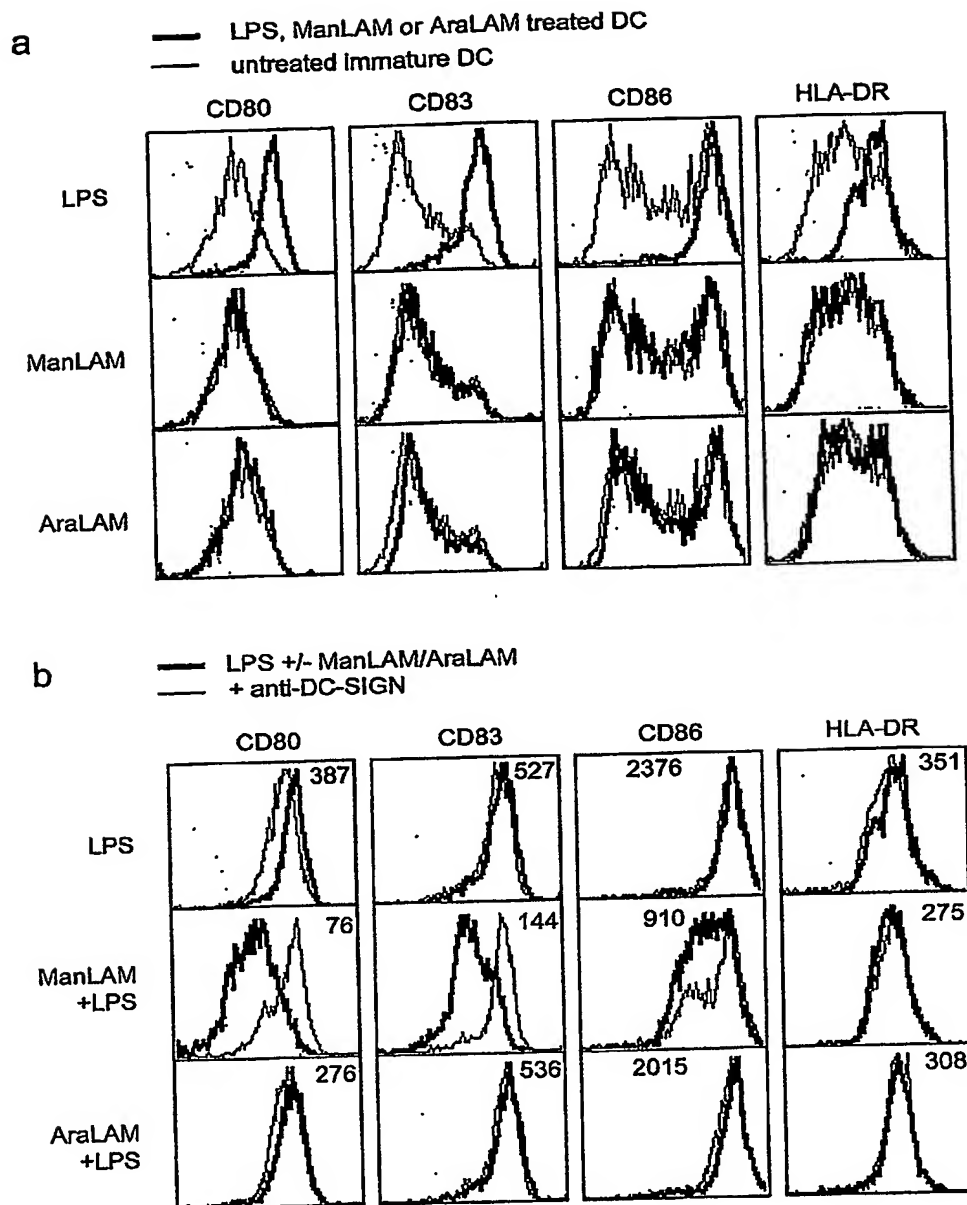 a
LPS, ManLAM or AraLAM treated DC
untreated immature DC
CD80 CD83 CD86 HLA-DR
LPS
ManLAM
AraLAM
b
LPS +/- ManLAM/AraLAM
+ anti-DC-SIGN
CD80 CD83 CD86 HLA-DR
LPS 387 527 2376 351
ManLAM
+LPS
76 144 910 275
AraLAM
+LPS
276 536 2015 308